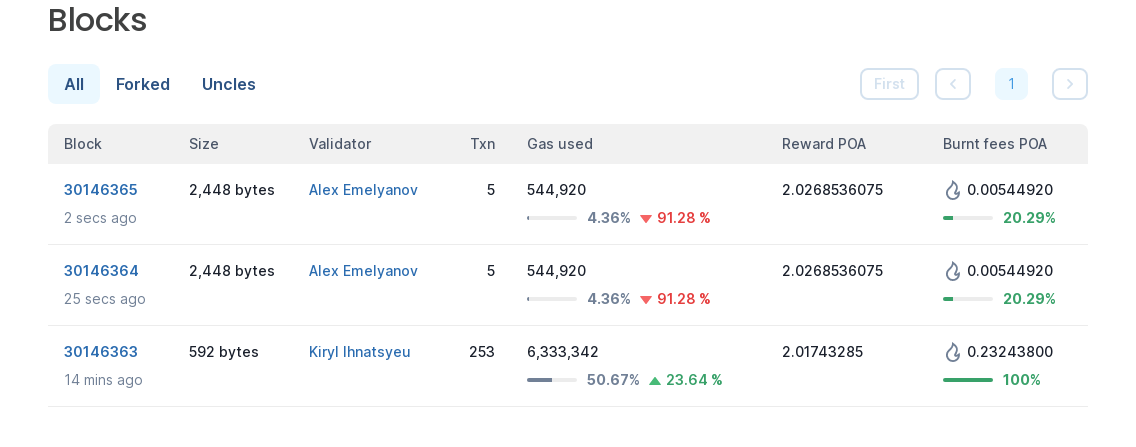 Blocks
All Forked Uncles First 1
Block Size Validator Txn Gas used Reward POA Burnt fees POA
30146365 2,448 bytes Alex Emelyanov 5 544,920 2.0268536075 0.00544920
2 secs ago 4.36% 91.28 % 20.29%
30146364 2,448 bytes Alex Emelyanov 5 544,920 2.0268536075 0.00544920
25 secs ago 4.36% 91.28 % 20.29%
30146363 592 bytes Kiryl Ihnatsyeu 253 6,333,342 2.01743285 0.23243800
14 mins ago 50.67% 23.64 % 100%